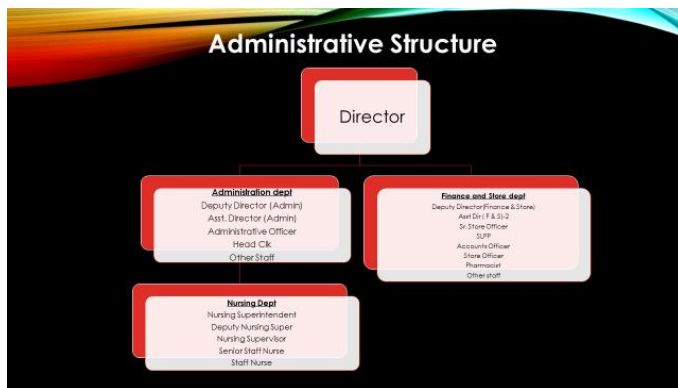 Administrative Structure
Director
Administration dept
Deputy Director (Admin)
Asst. Director (Admin)
Administrative Officer
Head Clk
Other Staff
Finance and Store dept
Deputy Director(Finance & Store)
Asst Dir ( F & S)-2
Sr. Store Officer
Accounts Officer
Store Officer
Pharmacist
Other staff
Nursing Dept
Nursing Superintendent
Deputy Nursing Super
Nursing Supervisor
Senior Staff Nurse
Staff Nurse